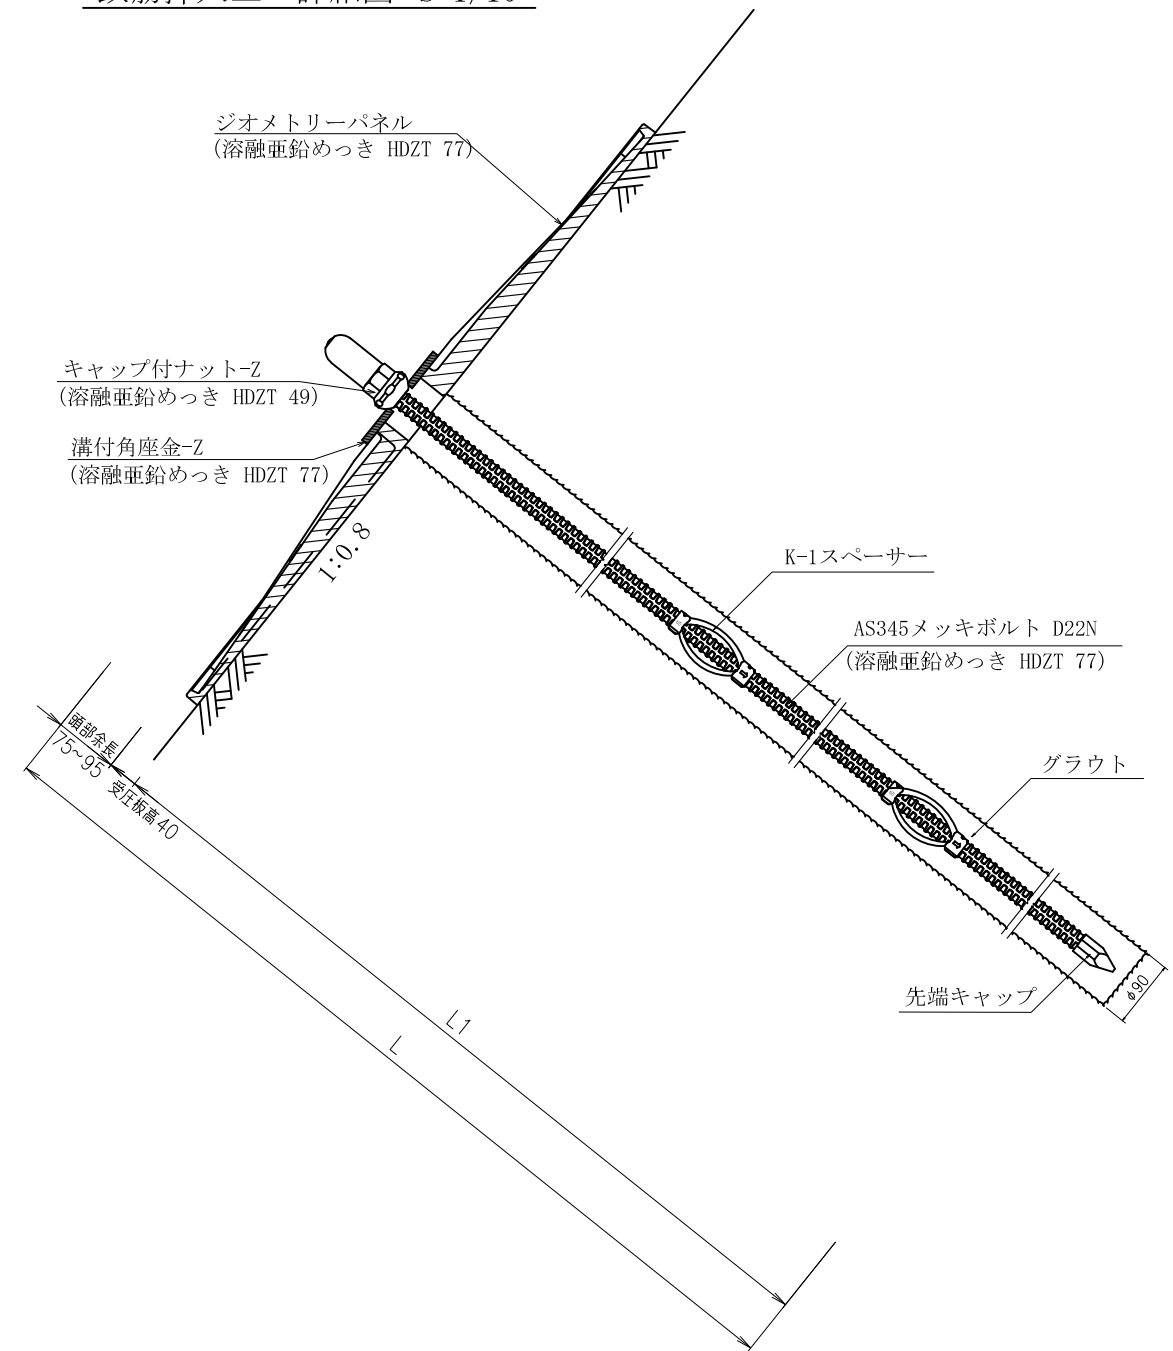 ジオメトリーパネル
(溶融亜鉛めっき HDZT 77)
キャップ付ナット-Z
(溶融亜鉛めっき HDZT 49)
溝付角座金-Z
(溶融亜鉛めっき HDZT 77)
1:0.8
K-1スペーサー
AS345メッキボルト D22N
(溶融亜鉛めっき HDZT 77)
頭部余長
75~95
受圧板高40
グラウト
先端キャップ
φ90
L1
L